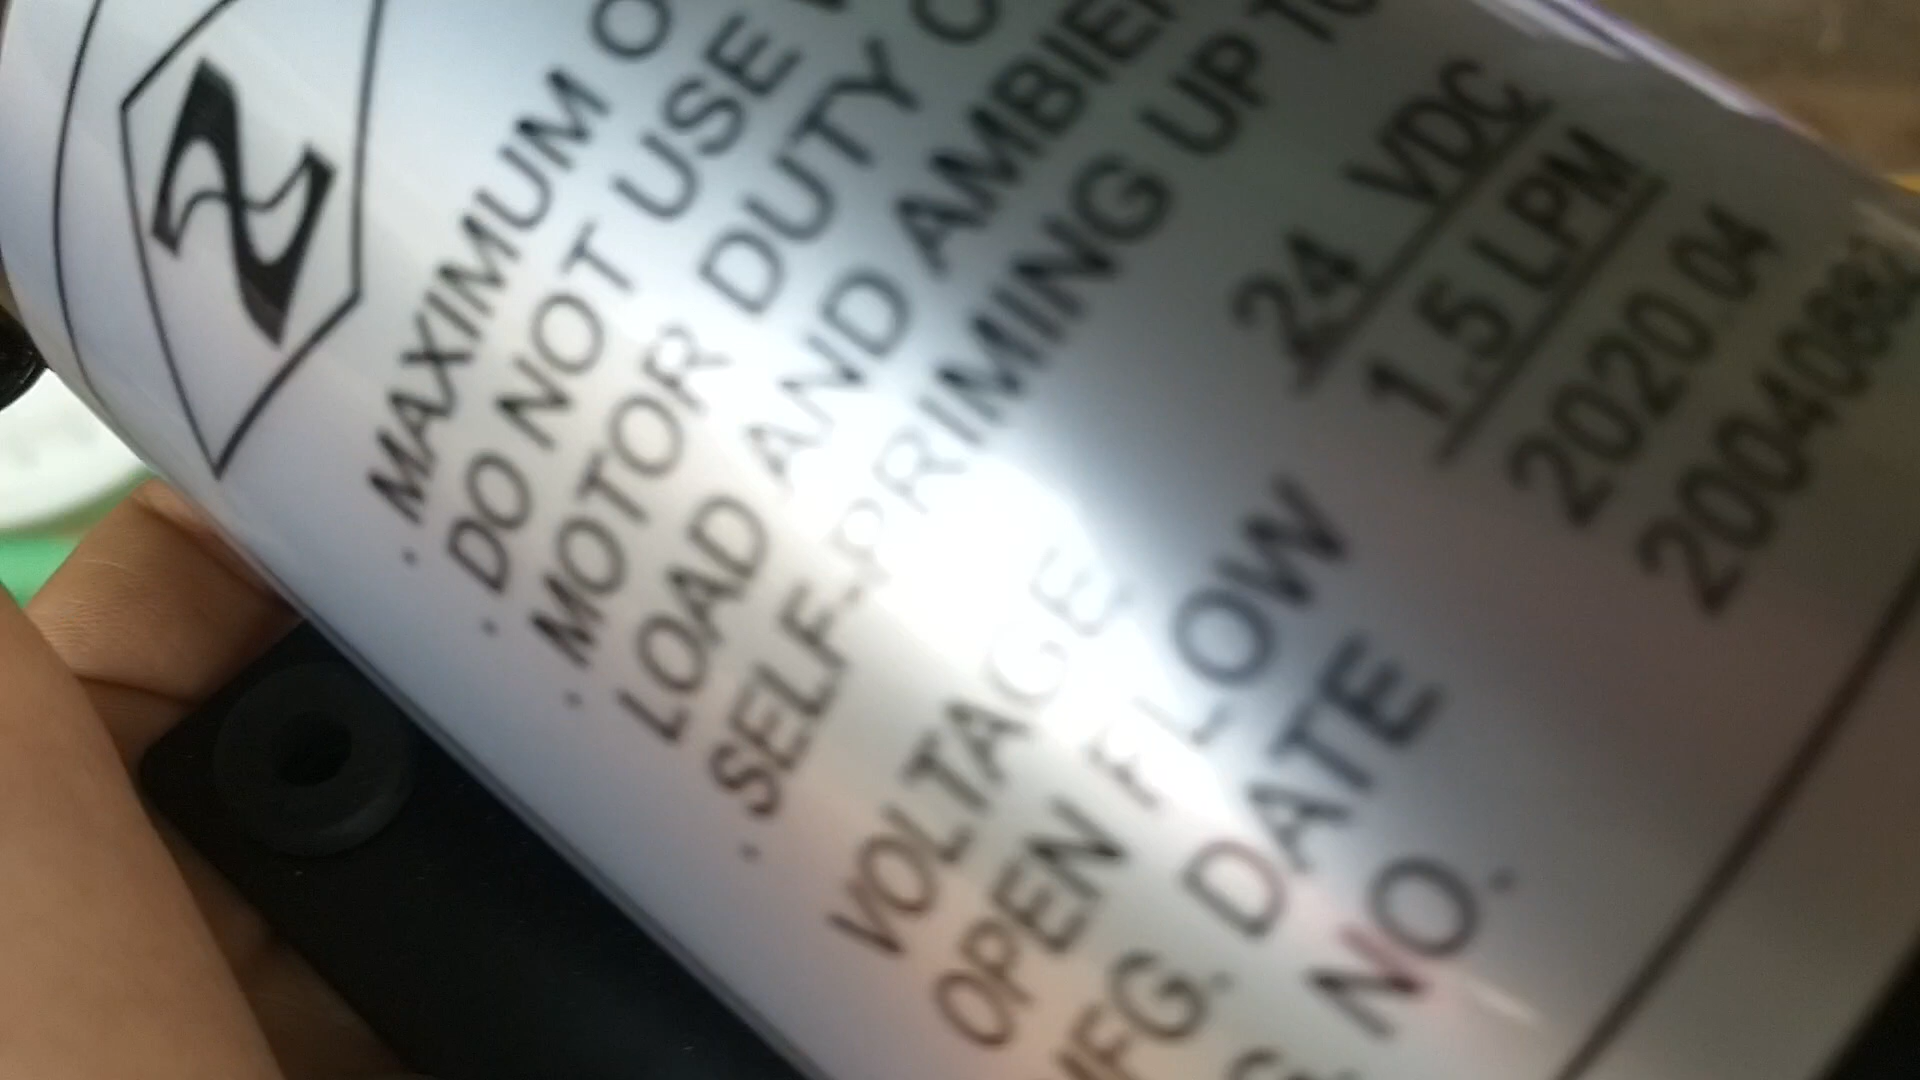 Z
· MAXIMUM O
· DO NOT USE
· MOTOR DUTY C
LOAD AND AMBIEN
· SELF-PRIMING UP TO
VOLTAGE 24 VDC
OPEN FLOW 1.5 LPM
MFG. DATE 2020 04
NO. 20040882